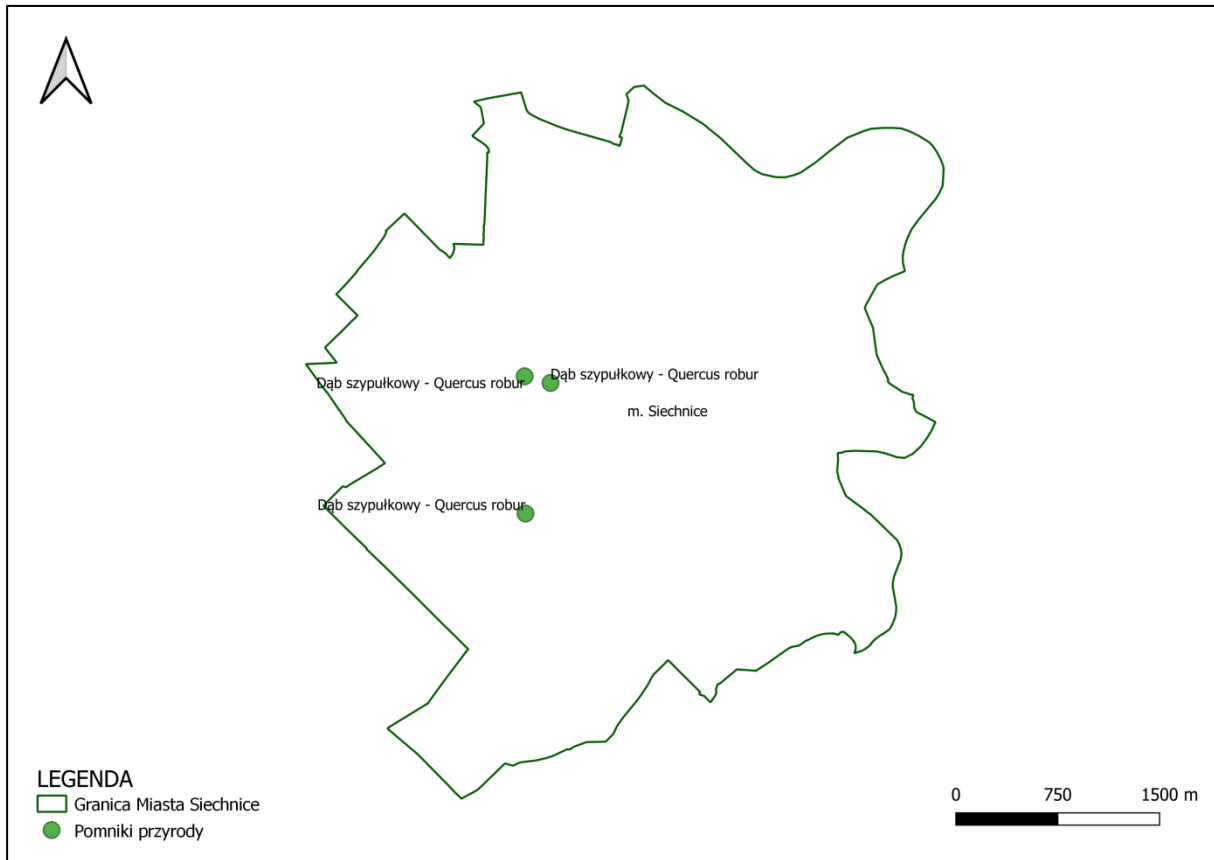 Dąb szypułkowy - Quercus robur
Dąb szypułkowy - Quercus robur
m. Siechnice
Dąb szypułkowy - Quercus robur
LEGENDA
Granica Miasta Siechnice
Pomniki przyrody
0 750 1500 m